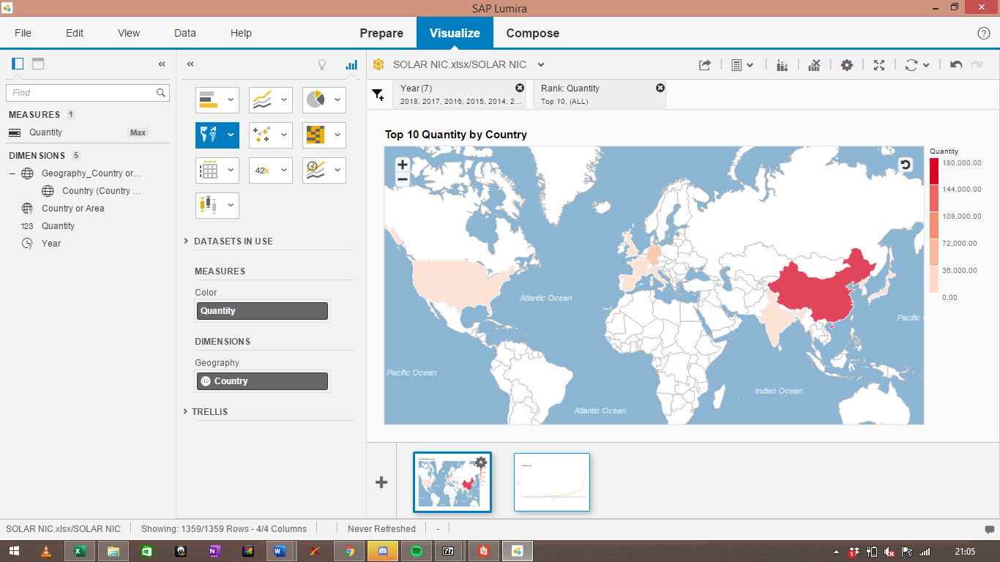 SAP Lumira
File Edit View Data Help Prepare Visualize Compose
Find
MEASURES 1
Quantity Max
DIMENSIONS 5
Geography_Country or...
Country (Country ...
Country or Area
123 Quantity
Year
42k
DATASETS IN USE
MEASURES
Color
Quantity
DIMENSIONS
Geography
Country
TRELLIS
SOLAR NIC.xlsx/SOLAR NIC
Year (7)
2018, 2017, 2016, 2015, 2014, 2...
Rank: Quantity
Top 10, (ALL)
Top 10 Quantity by Country
Quantity
180,000.00
144,000.00
108,000.00
72,000.00
36,000.00
0.00
Atlantic Ocean
Pacific
Pacific Ocean
Indian Ocean
Atlantic Ocean
SOLAR NIC.xlsx/SOLAR NIC Showing: 1359/1359 Rows - 4/4 Columns Never Refreshed -
21:05